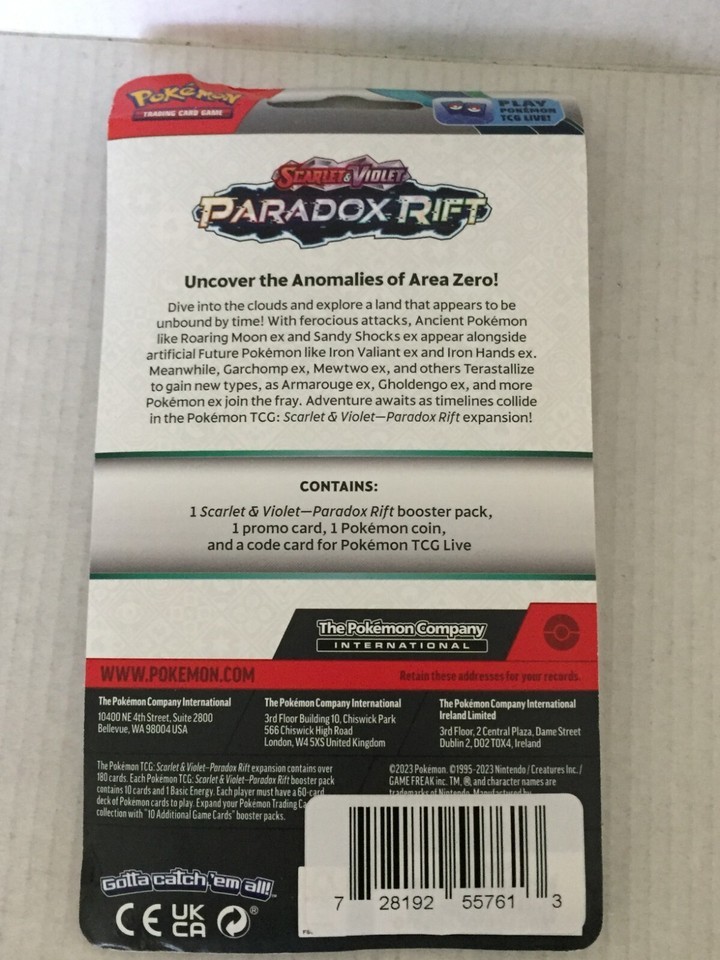 POKÉMON
TRADING CARD GAME
PLAY
POKÉMON
TCG LIVE!
SCARLET & VIOLET
PARADOX RIFT
Uncover the Anomalies of Area Zero!
Dive into the clouds and explore a land that appears to be
unbound by time! With ferocious attacks, Ancient Pokémon
like Roaring Moon ex and Sandy Shocks ex appear alongside
artificial Future Pokémon like Iron Valiant ex and Iron Hands ex.
Meanwhile, Garchomp ex, Mewtwo ex, and others Terastallize
to gain new types, as Armarouge ex, Gholdengo ex, and more
Pokémon ex join the fray. Adventure awaits as timelines collide
in the Pokémon TCG: Scarlet & Violet—Paradox Rift expansion!
CONTAINS:
1 Scarlet & Violet—Paradox Rift booster pack,
1 promo card, 1 Pokémon coin,
and a code card for Pokémon TCG Live
The Pokémon Company
INTERNATIONAL
WWW.POKEMON.COM
Retain these addresses for your records.
The Pokémon Company International
10400 NE 4th Street, Suite 2800
Bellevue, WA 98004 USA
The Pokémon Company International
3rd Floor Building 10, Chiswick Park
566 Chiswick High Road
London, W4 5XS United Kingdom
The Pokémon Company International
Ireland Limited
3rd Floor, 2 Central Plaza, Dame Street
Dublin 2, D02 T0X4, Ireland
The Pokémon TCG: Scarlet & Violet–Paradox Rift expansion contains over
180 cards. Each Pokémon TCG: Scarlet & Violet–Paradox Rift booster pack
contains 10 cards and 1 Basic Energy. Each player must have a 60-card
deck of Pokémon cards to play. Expand your Pokémon Trading Ca
collection with "10 Additional Game Cards" booster packs.
©2023 Pokémon. ©1995-2023 Nintendo / Creatures Inc. /
GAME FREAK inc. TM, ®, and character names are
trademarks of Nintendo. Manufactured by
Gotta catch 'em all!
CE UK
CA ®
7 28192 55761 3